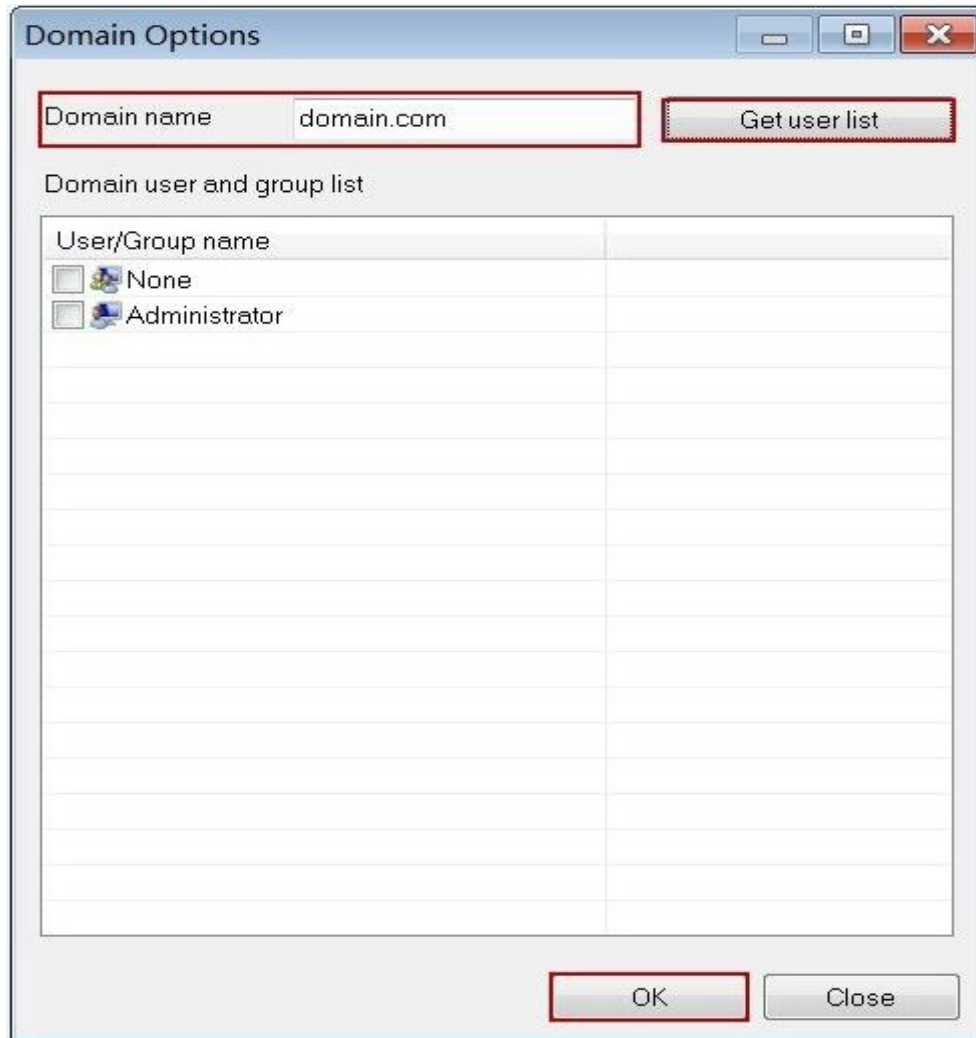 Domain Options
Domain name domain.com Get user list
Domain user and group list
User/Group name
None
Administrator
OK Close